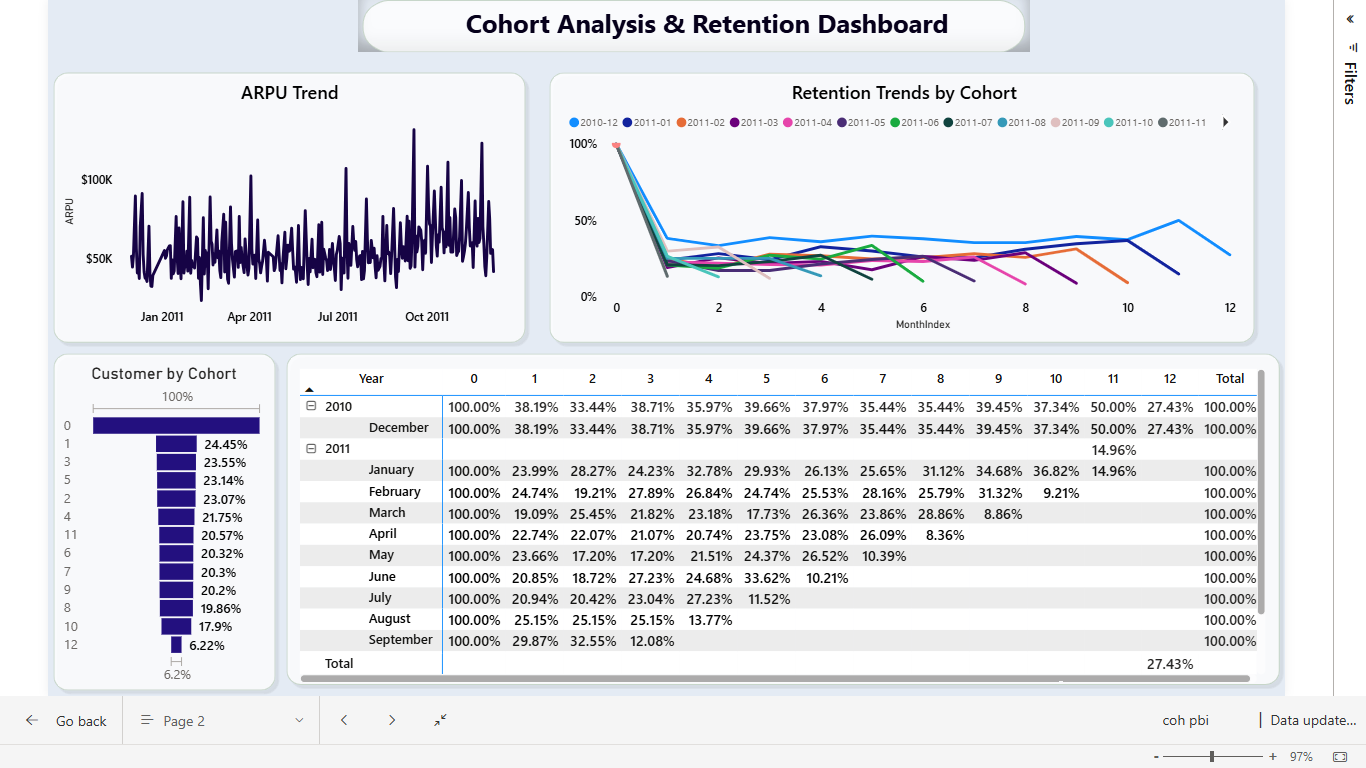 Cohort Analysis & Retention Dashboard
Filters
ARPU Trend
ARPU
$100K
$50K
Jan 2011 Apr 2011 Jul 2011 Oct 2011
Retention Trends by Cohort
2010-12 2011-01 2011-02 2011-03 2011-04 2011-05 2011-06 2011-07 2011-08 2011-09 2011-10 2011-11
100%
50%
0%
0 2 4 6 8 10 12
MonthIndex
Customer by Cohort
100%
0
1 24.45%
3 23.55%
5 23.14%
2 23.07%
4 21.75%
11 20.57%
6 20.32%
7 20.3%
9 20.2%
8 19.86%
10 17.9%
12 6.22%
6.2%
Year 0 1 2 3 4 5 6 7 8 9 10 11 12 Total
2010 100.00% 38.19% 33.44% 38.71% 35.97% 39.66% 37.97% 35.44% 35.44% 39.45% 37.34% 50.00% 27.43% 100.00%
December 100.00% 38.19% 33.44% 38.71% 35.97% 39.66% 37.97% 35.44% 35.44% 39.45% 37.34% 50.00% 27.43% 100.00%
2011 14.96%
January 100.00% 23.99% 28.27% 24.23% 32.78% 29.93% 26.13% 25.65% 31.12% 34.68% 36.82% 14.96% 100.00%
February 100.00% 24.74% 19.21% 27.89% 26.84% 24.74% 25.53% 28.16% 25.79% 31.32% 9.21% 100.00%
March 100.00% 19.09% 25.45% 21.82% 23.18% 17.73% 26.36% 23.86% 28.86% 8.86% 100.00%
April 100.00% 22.74% 22.07% 21.07% 20.74% 23.75% 23.08% 26.09% 8.36% 100.00%
May 100.00% 23.66% 17.20% 17.20% 21.51% 24.37% 26.52% 10.39% 100.00%
June 100.00% 20.85% 18.72% 27.23% 24.68% 33.62% 10.21% 100.00%
July 100.00% 20.94% 20.42% 23.04% 27.23% 11.52% 100.00%
August 100.00% 25.15% 25.15% 25.15% 13.77% 100.00%
September 100.00% 29.87% 32.55% 12.08% 100.00%
Total 27.43%
Go back Page 2 coh pbi | Data update...
- + 97%